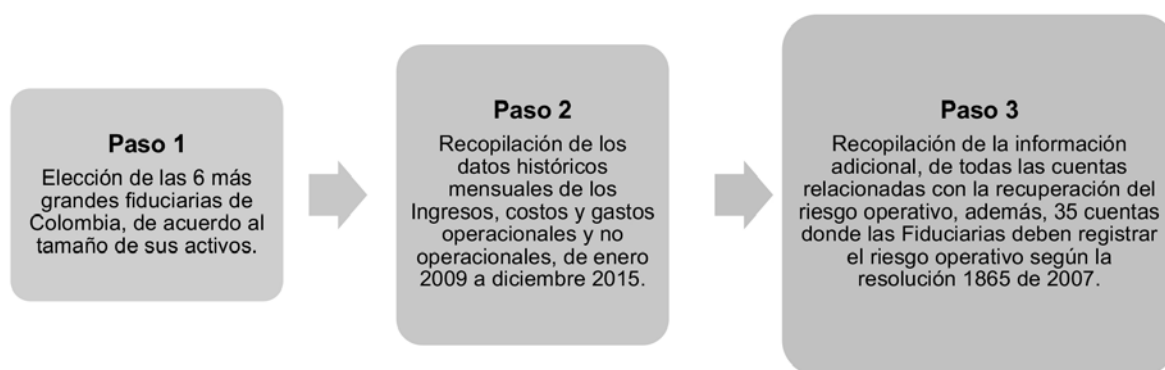 Paso 1
Elección de las 6 más
grandes fiduciarias de
Colombia, de acuerdo al
tamaño de sus activos.
Paso 2
Recopilación de los
datos históricos
mensuales de los
Ingresos, costos y gastos
operacionales y no
operacionales, de enero
2009 a diciembre 2015.
Paso 3
Recopilación de la información
adicional, de todas las cuentas
relacionadas con la recuperación del
riesgo operativo, además, 35 cuentas
donde las Fiduciarias deben registrar
el riesgo operativo según la
resolución 1865 de 2007.